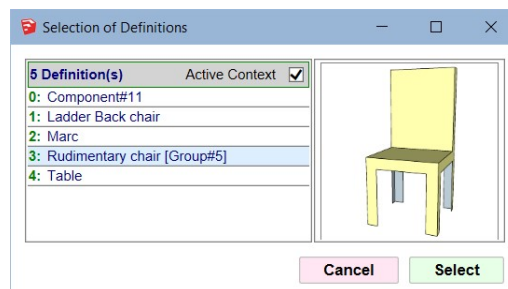 Selection of Definitions
5 Definition(s) Active Context
0: Component#11
1: Ladder Back chair
2: Marc
3: Rudimentary chair [Group#5]
4: Table
Cancel Select